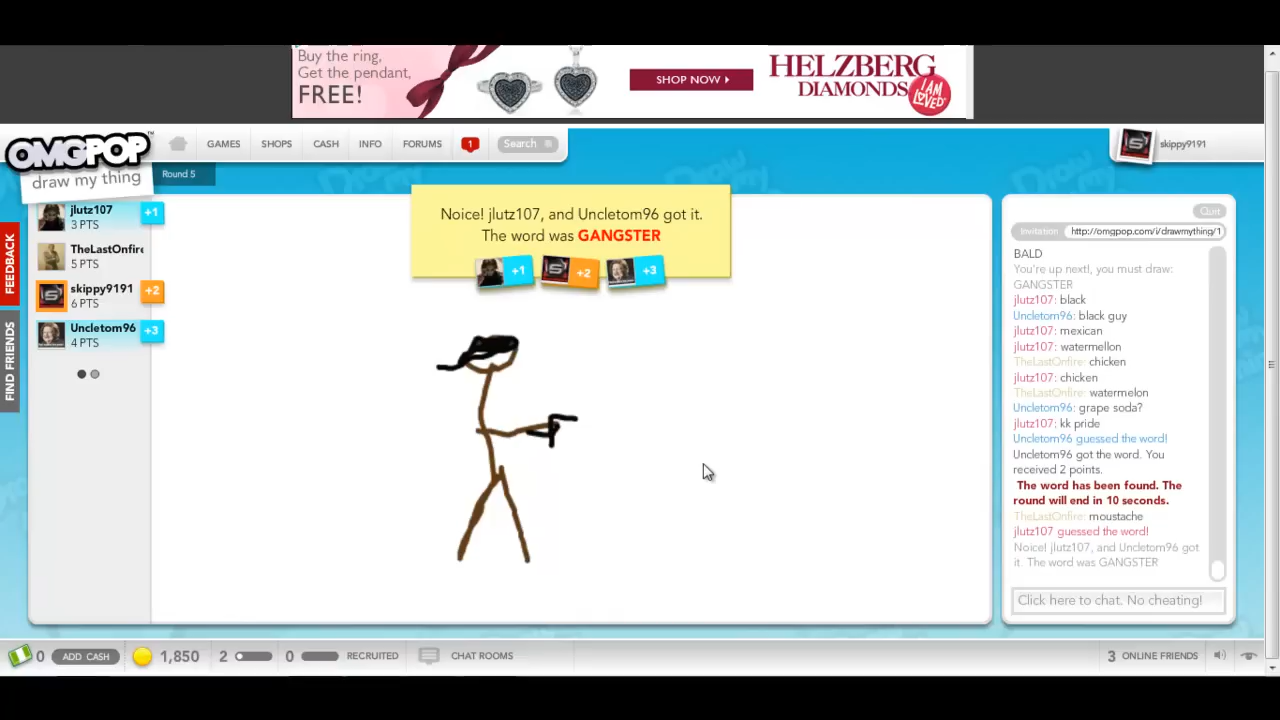 Buy the ring,
Get the pendant,
FREE!
SHOP NOW
HELZBERG
DIAMONDS
I AM
LOVED
OMGPOP™
draw my thing
GAMES
SHOPS
CASH
INFO
FORUMS
1
Search
skippy9191
Round 5
FEEDBACK
FIND FRIENDS
jlutz107
3 PTS
+1
TheLastOnfire
5 PTS
skippy9191
6 PTS
+2
Uncletom96
4 PTS
+3
Noice! jlutz107, and Uncletom96 got it.
The word was GANGSTER
+1
+2
+3
Quit
Invitation http://omgpop.com/i/drawmything/1
BALD
You're up next!, you must draw:
GANGSTER
jlutz107: black
Uncletom96: black guy
jlutz107: mexican
jlutz107: watermellon
TheLastOnfire: chicken
jlutz107: chicken
TheLastOnfire: watermelon
Uncletom96: grape soda?
jlutz107: kk pride
Uncletom96 guessed the word!
Uncletom96 got the word. You
received 2 points.
The word has been found. The
round will end in 10 seconds.
TheLastOnfire: moustache
jlutz107 guessed the word!
Noice! jlutz107, and Uncletom96 got
it. The word was GANGSTER
Click here to chat. No cheating!
0 ADD CASH
1,850
2
0
RECRUITED
CHAT ROOMS
3 ONLINE FRIENDS